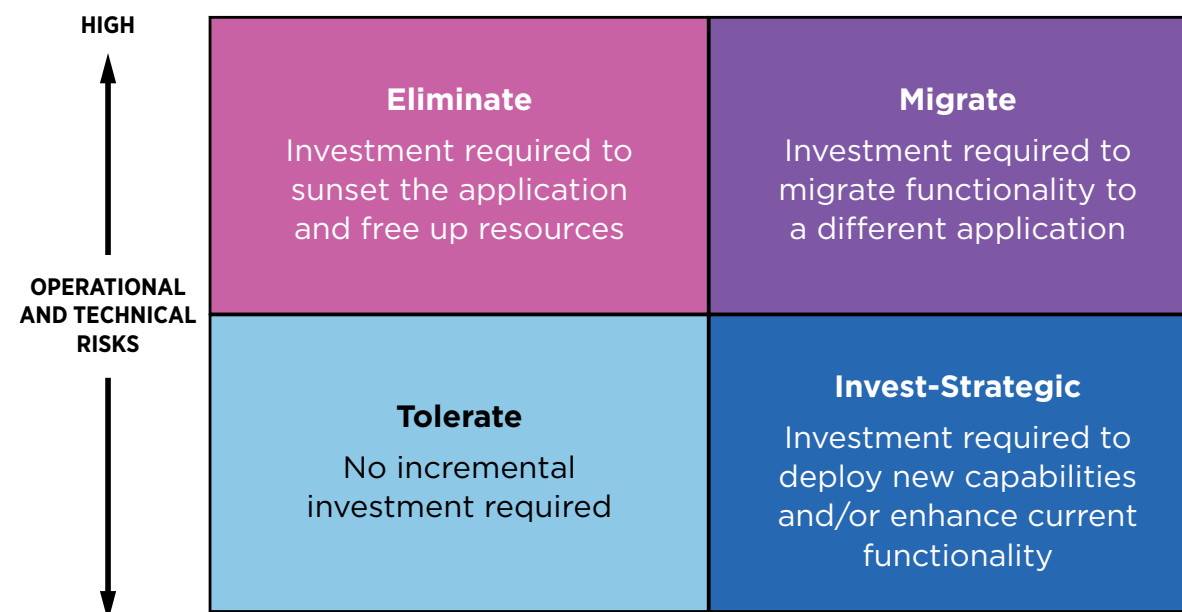 HIGH
OPERATIONAL
AND TECHNICAL
RISKS
Eliminate
Investment required to
sunset the application
and free up resources
Migrate
Investment required to
migrate functionality to
a different application
Tolerate
No incremental
investment required
Invest-Strategic
Investment required to
deploy new capabilities
and/or enhance current
functionality